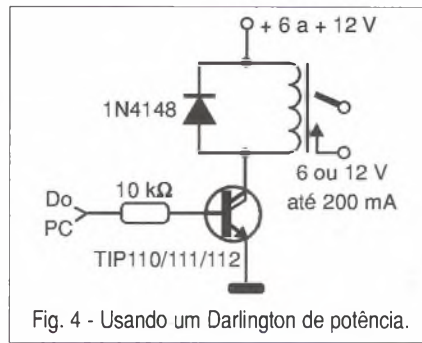 + 6 a + 12 V
1N4148
6 ou 12 V
até 200 mA
Do
PC
10 kΩ
TIP110/111/112
Fig. 4 - Usando um Darlington de potência.